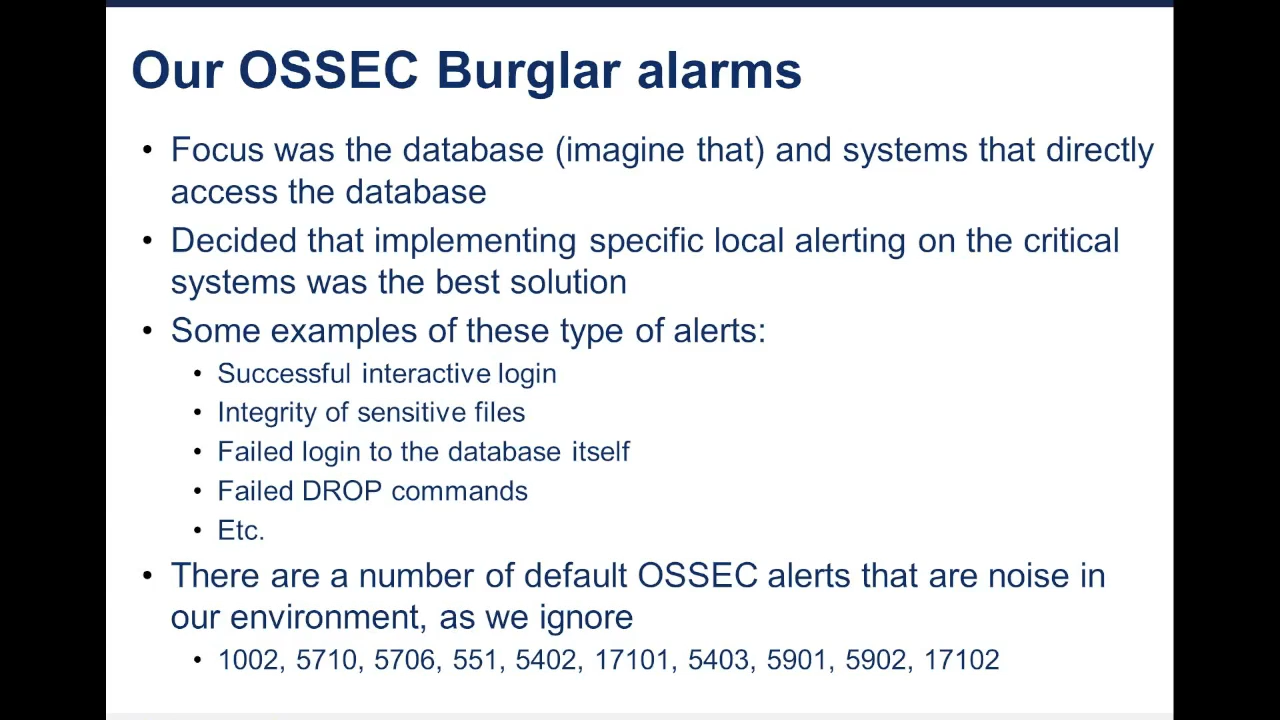 Our OSSEC Burglar alarms
• Focus was the database (imagine that) and systems that directly
access the database
• Decided that implementing specific local alerting on the critical
systems was the best solution
• Some examples of these type of alerts:
• Successful interactive login
• Integrity of sensitive files
• Failed login to the database itself
• Failed DROP commands
• Etc.
• There are a number of default OSSEC alerts that are noise in
our environment, as we ignore
• 1002, 5710, 5706, 551, 5402, 17101, 5403, 5901, 5902, 17102